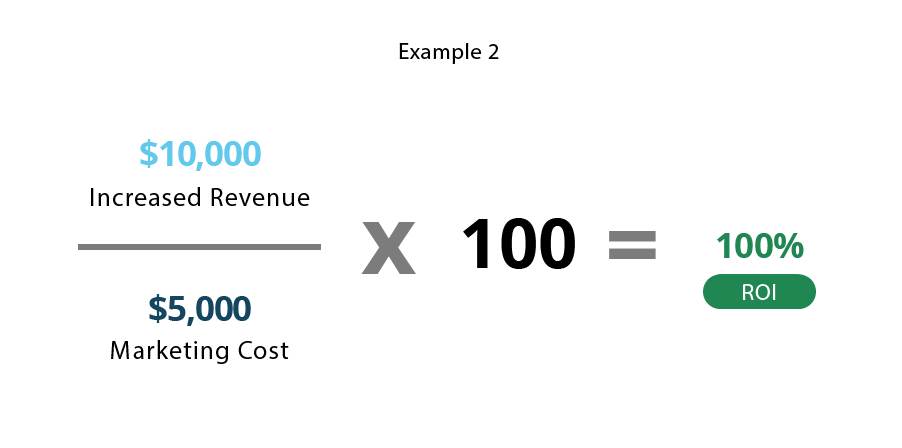 Example 2
$10,000
Increased Revenue
$5,000
Marketing Cost
x 100 =
100%
ROI